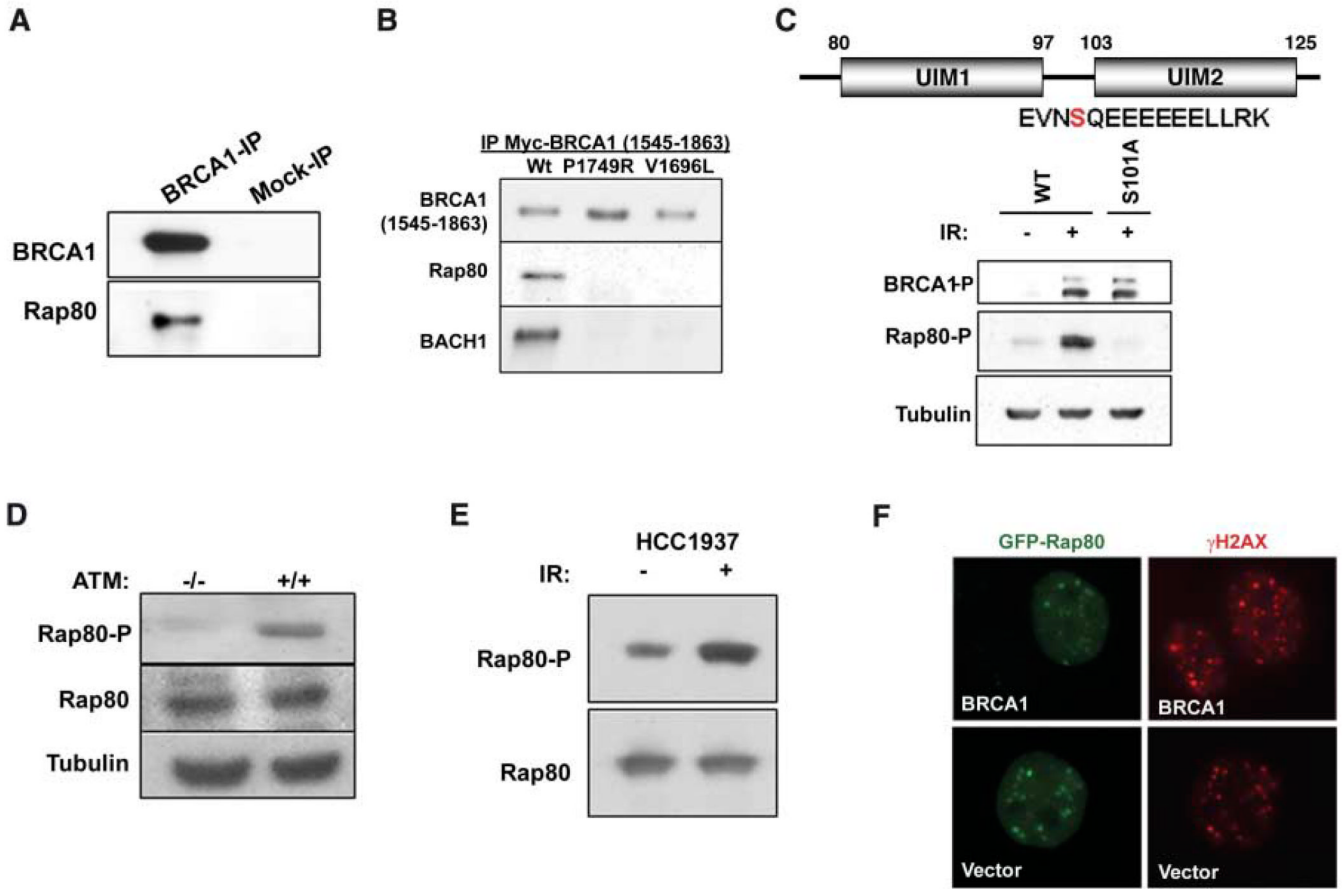 A
BRCA1-IP
Mock-IP
BRCA1
Rap80
B
IP Myc-BRCA1 (1545-1863)
Wt P1749R V1696L
BRCA1
(1545-1863)
Rap80
BACH1
C
80 97 103 125
UIM1 UIM2
EVNSQEEEEEELLRK
WT S101A
IR: - + +
BRCA1-P
Rap80-P
Tubulin
D
ATM: -/- +/+
Rap80-P
Rap80
Tubulin
E
HCC1937
IR: - +
Rap80-P
Rap80
F
GFP-Rap80 γH2AX
BRCA1 BRCA1
Vector Vector